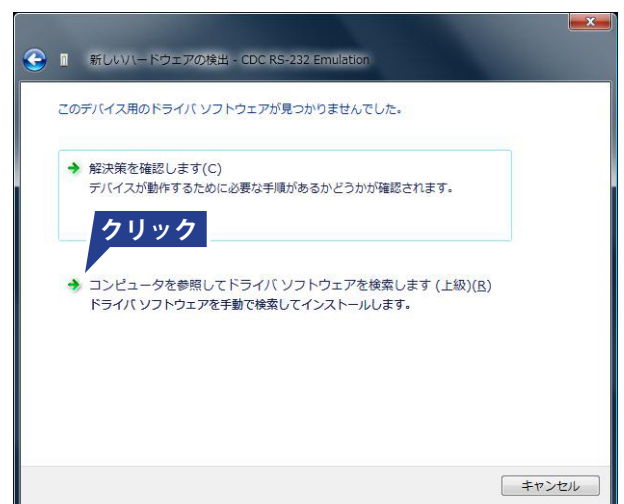 新しいハードウェアの検出 - CDC RS-232 Emulation
このデバイス用のドライバ ソフトウェアが見つかりませんでした。
解決策を確認します(C)
デバイスが動作するために必要な手順があるかどうかが確認されます。
クリック
コンピュータを参照してドライバ ソフトウェアを検索します (上級)(R)
ドライバ ソフトウェアを手動で検索してインストールします。
キャンセル